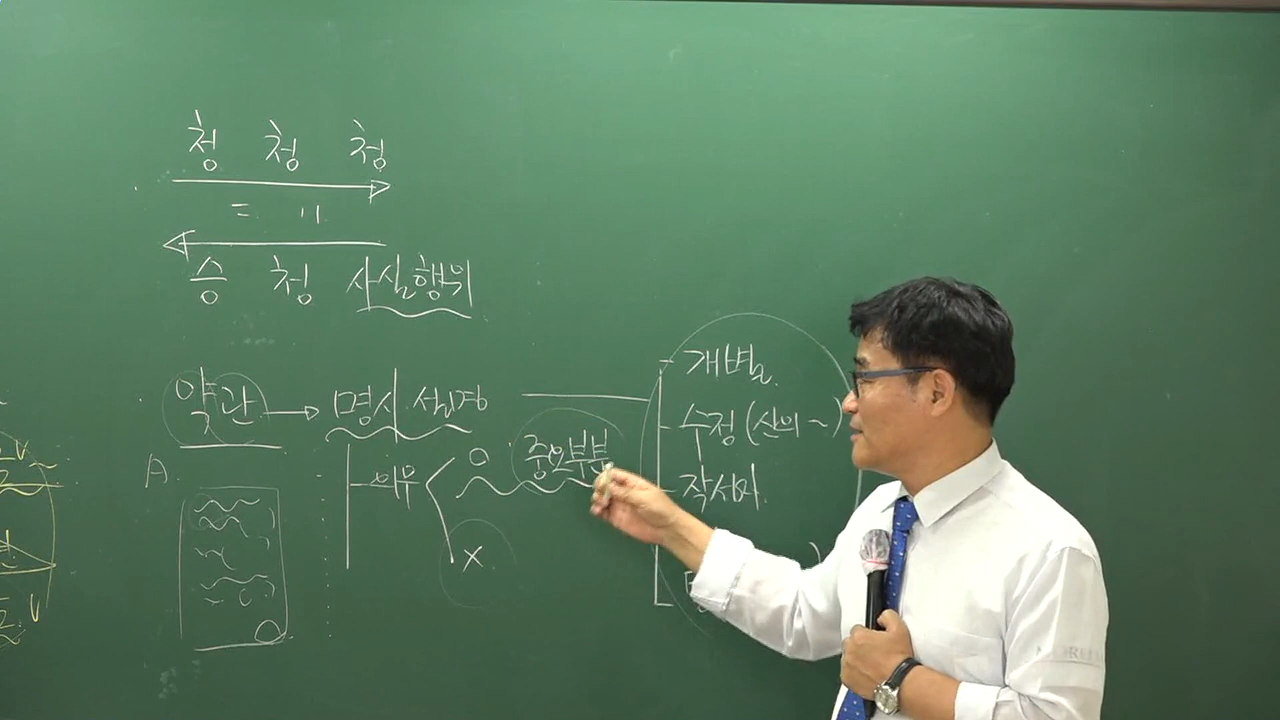 청 청 청
승 청 사실행위
약관 → 명시.설명
개별
수정 (신의~)
작성자
A
의무
O
중요부분
X